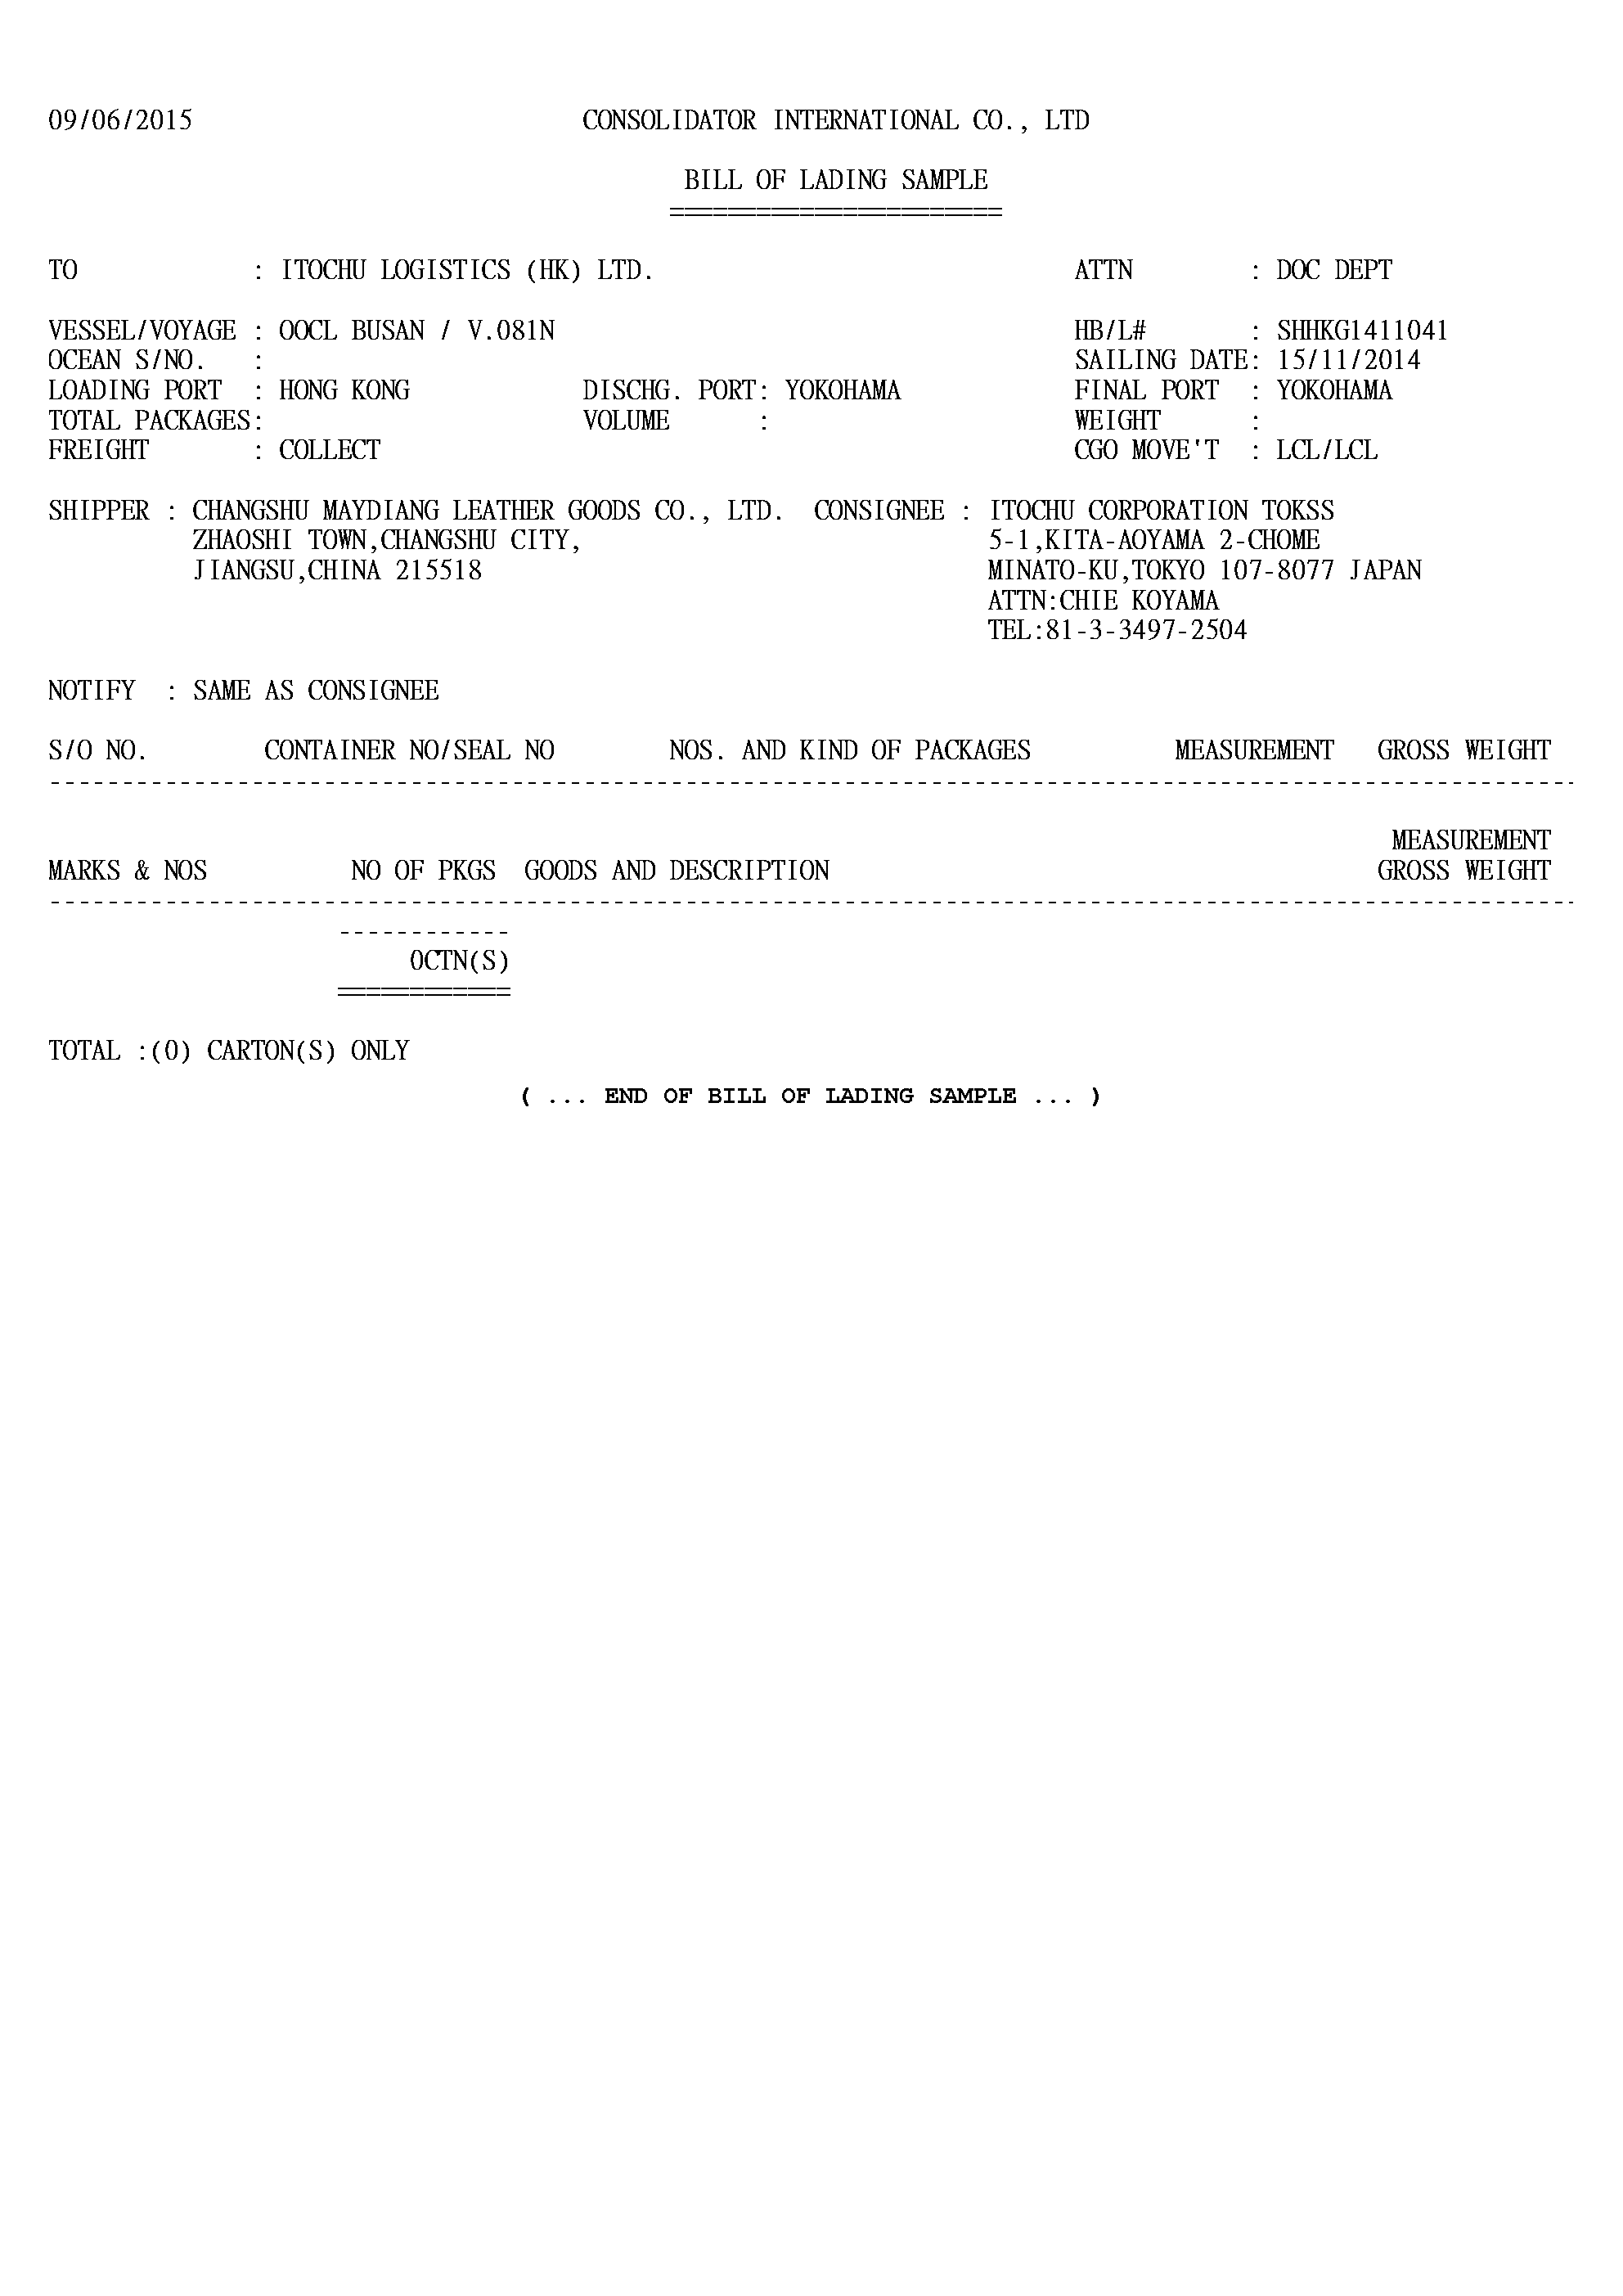 09/06/2015 CONSOLIDATOR INTERNATIONAL CO., LTD
BILL OF LADING SAMPLE
=======================
TO : ITOCHU LOGISTICS (HK) LTD. ATTN : DOC DEPT
VESSEL/VOYAGE : OOCL BUSAN / V.081N HB/L# : SHHKG1411041
OCEAN S/NO. : SAILING DATE: 15/11/2014
LOADING PORT : HONG KONG DISCHG. PORT: YOKOHAMA FINAL PORT : YOKOHAMA
TOTAL PACKAGES: VOLUME : WEIGHT :
FREIGHT : COLLECT CGO MOVE'T : LCL/LCL
SHIPPER : CHANGSHU MAYDIANG LEATHER GOODS CO., LTD. CONSIGNEE : ITOCHU CORPORATION TOKSS
ZHAOSHI TOWN,CHANGSHU CITY, 5-1,KITA-AOYAMA 2-CHOME
JIANGSU,CHINA 215518 MINATO-KU,TOKYO 107-8077 JAPAN
ATTN:CHIE KOYAMA
TEL:81-3-3497-2504
NOTIFY : SAME AS CONSIGNEE
S/O NO. CONTAINER NO/SEAL NO NOS. AND KIND OF PACKAGES MEASUREMENT GROSS WEIGHT
MEASUREMENT
MARKS & NOS NO OF PKGS GOODS AND DESCRIPTION GROSS WEIGHT
------------
0CTN(S)
============
TOTAL :(0) CARTON(S) ONLY
( ... END OF BILL OF LADING SAMPLE ... )